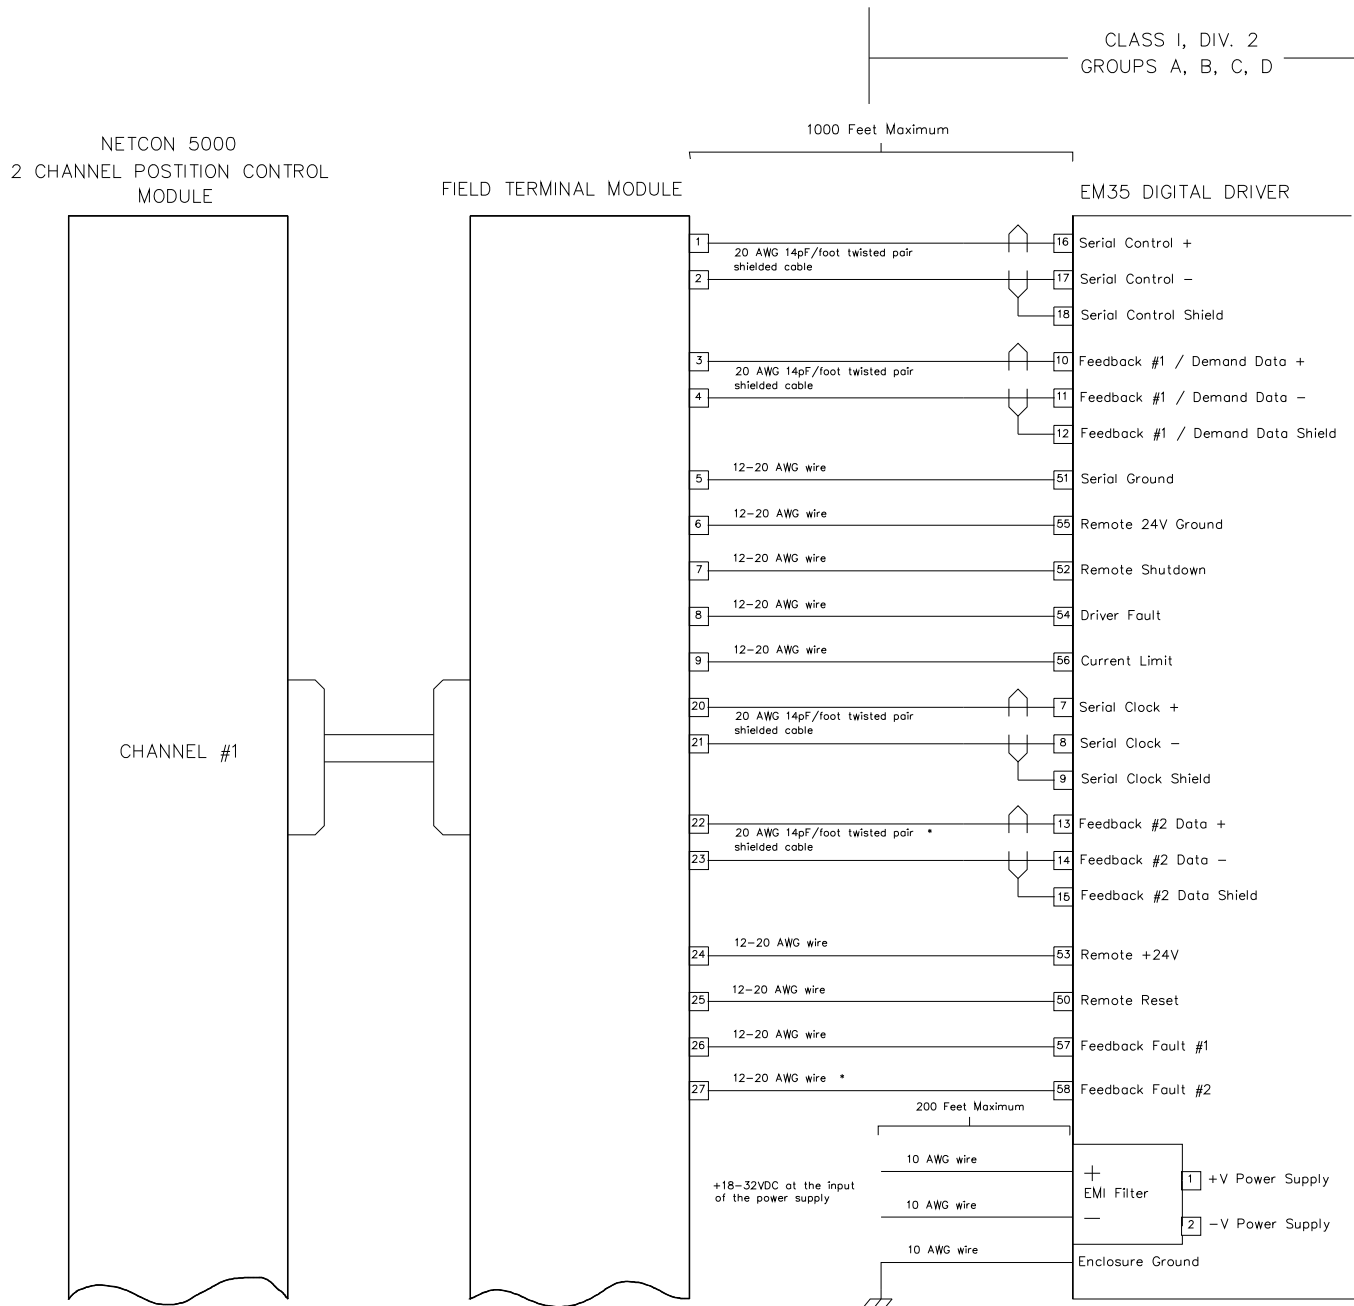 CLASS I, DIV. 2
GROUPS A, B, C, D
1000 Feet Maximum
NETCON 5000
2 CHANNEL POSTITION CONTROL
MODULE
FIELD TERMINAL MODULE
EM35 DIGITAL DRIVER
1 16 Serial Control +
20 AWG 14pF/foot twisted pair
shielded cable
2 17 Serial Control −
18 Serial Control Shield
3 10 Feedback #1 / Demand Data +
20 AWG 14pF/foot twisted pair
shielded cable
4 11 Feedback #1 / Demand Data −
12 Feedback #1 / Demand Data Shield
12−20 AWG wire
5 51 Serial Ground
12−20 AWG wire
6 55 Remote 24V Ground
12−20 AWG wire
7 52 Remote Shutdown
12−20 AWG wire
8 54 Driver Fault
12−20 AWG wire
9 56 Current Limit
20 7 Serial Clock +
20 AWG 14pF/foot twisted pair
shielded cable
21 8 Serial Clock −
CHANNEL #1
9 Serial Clock Shield
22 13 Feedback #2 Data +
20 AWG 14pF/foot twisted pair *
shielded cable
23 14 Feedback #2 Data −
15 Feedback #2 Data Shield
12−20 AWG wire
24 53 Remote +24V
12−20 AWG wire
25 50 Remote Reset
12−20 AWG wire
26 57 Feedback Fault #1
12−20 AWG wire *
27 58 Feedback Fault #2
200 Feet Maximum
10 AWG wire
+
1 +V Power Supply
+18−32VDC at the input
of the power supply
EMI Filter
10 AWG wire
−
2 −V Power Supply
10 AWG wire
Enclosure Ground